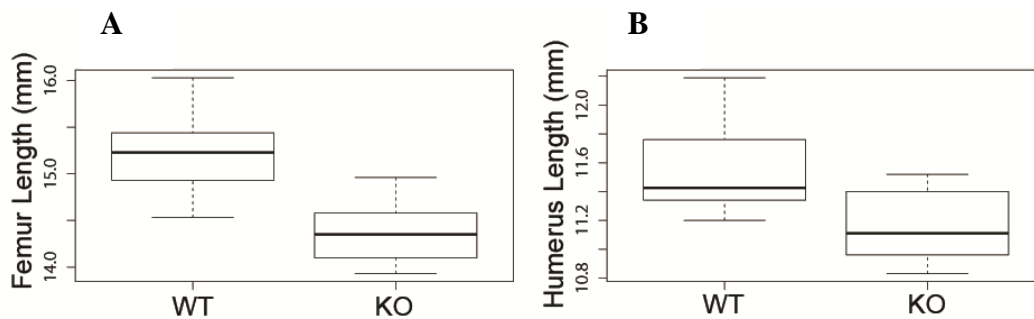 A
Femur Length (mm)
16.0
15.0
14.0
WT
KO
B
Humerus Length (mm)
12.0
11.6
11.2
10.8
WT
KO